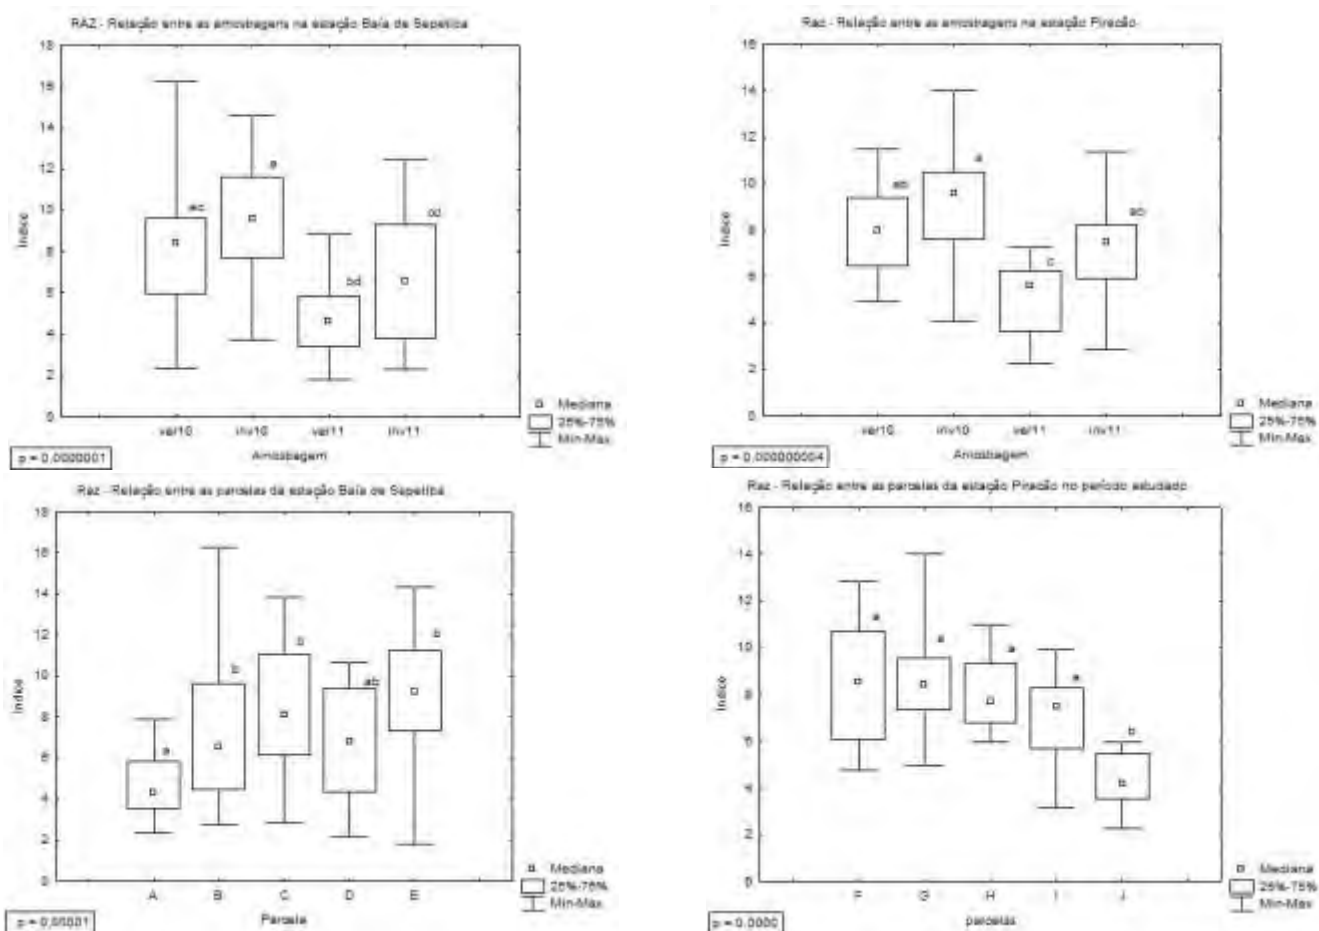 RAZ - Relação entre as amostragens na estação Baía de Sepetiba
18
16
14
12
10
8
6
4
2
0
Índice
ac
a
bd
cd
ver10 inv10 ver11 inv11
Amostragem
p = 0,0000001
Mediana
25%-75%
Min-Max
Raz - Relação entre as amostragens na estação Piracão
16
14
12
10
8
6
4
2
0
Índice
ab
a
c
ver10 inv10 ver11 inv11
Amostragem
p = 0,000000004
Mediana
25%-75%
Min-Max
Raz - Relação entre as parcelas da estação Baía de Sepetiba
18
16
14
12
10
8
6
4
2
0
Índice
a
b
b
ab
b
A B C D E
Parcela
p = 0,00001
Mediana
25%-75%
Min-Max
Raz - Relação entre as parcelas da estação Piracão no período estudado
16
14
12
10
8
6
4
2
0
Índice
a
a
a
a
b
F G H I J
parcelas
p = 0.0000
Mediana
25%-75%
Min-Max